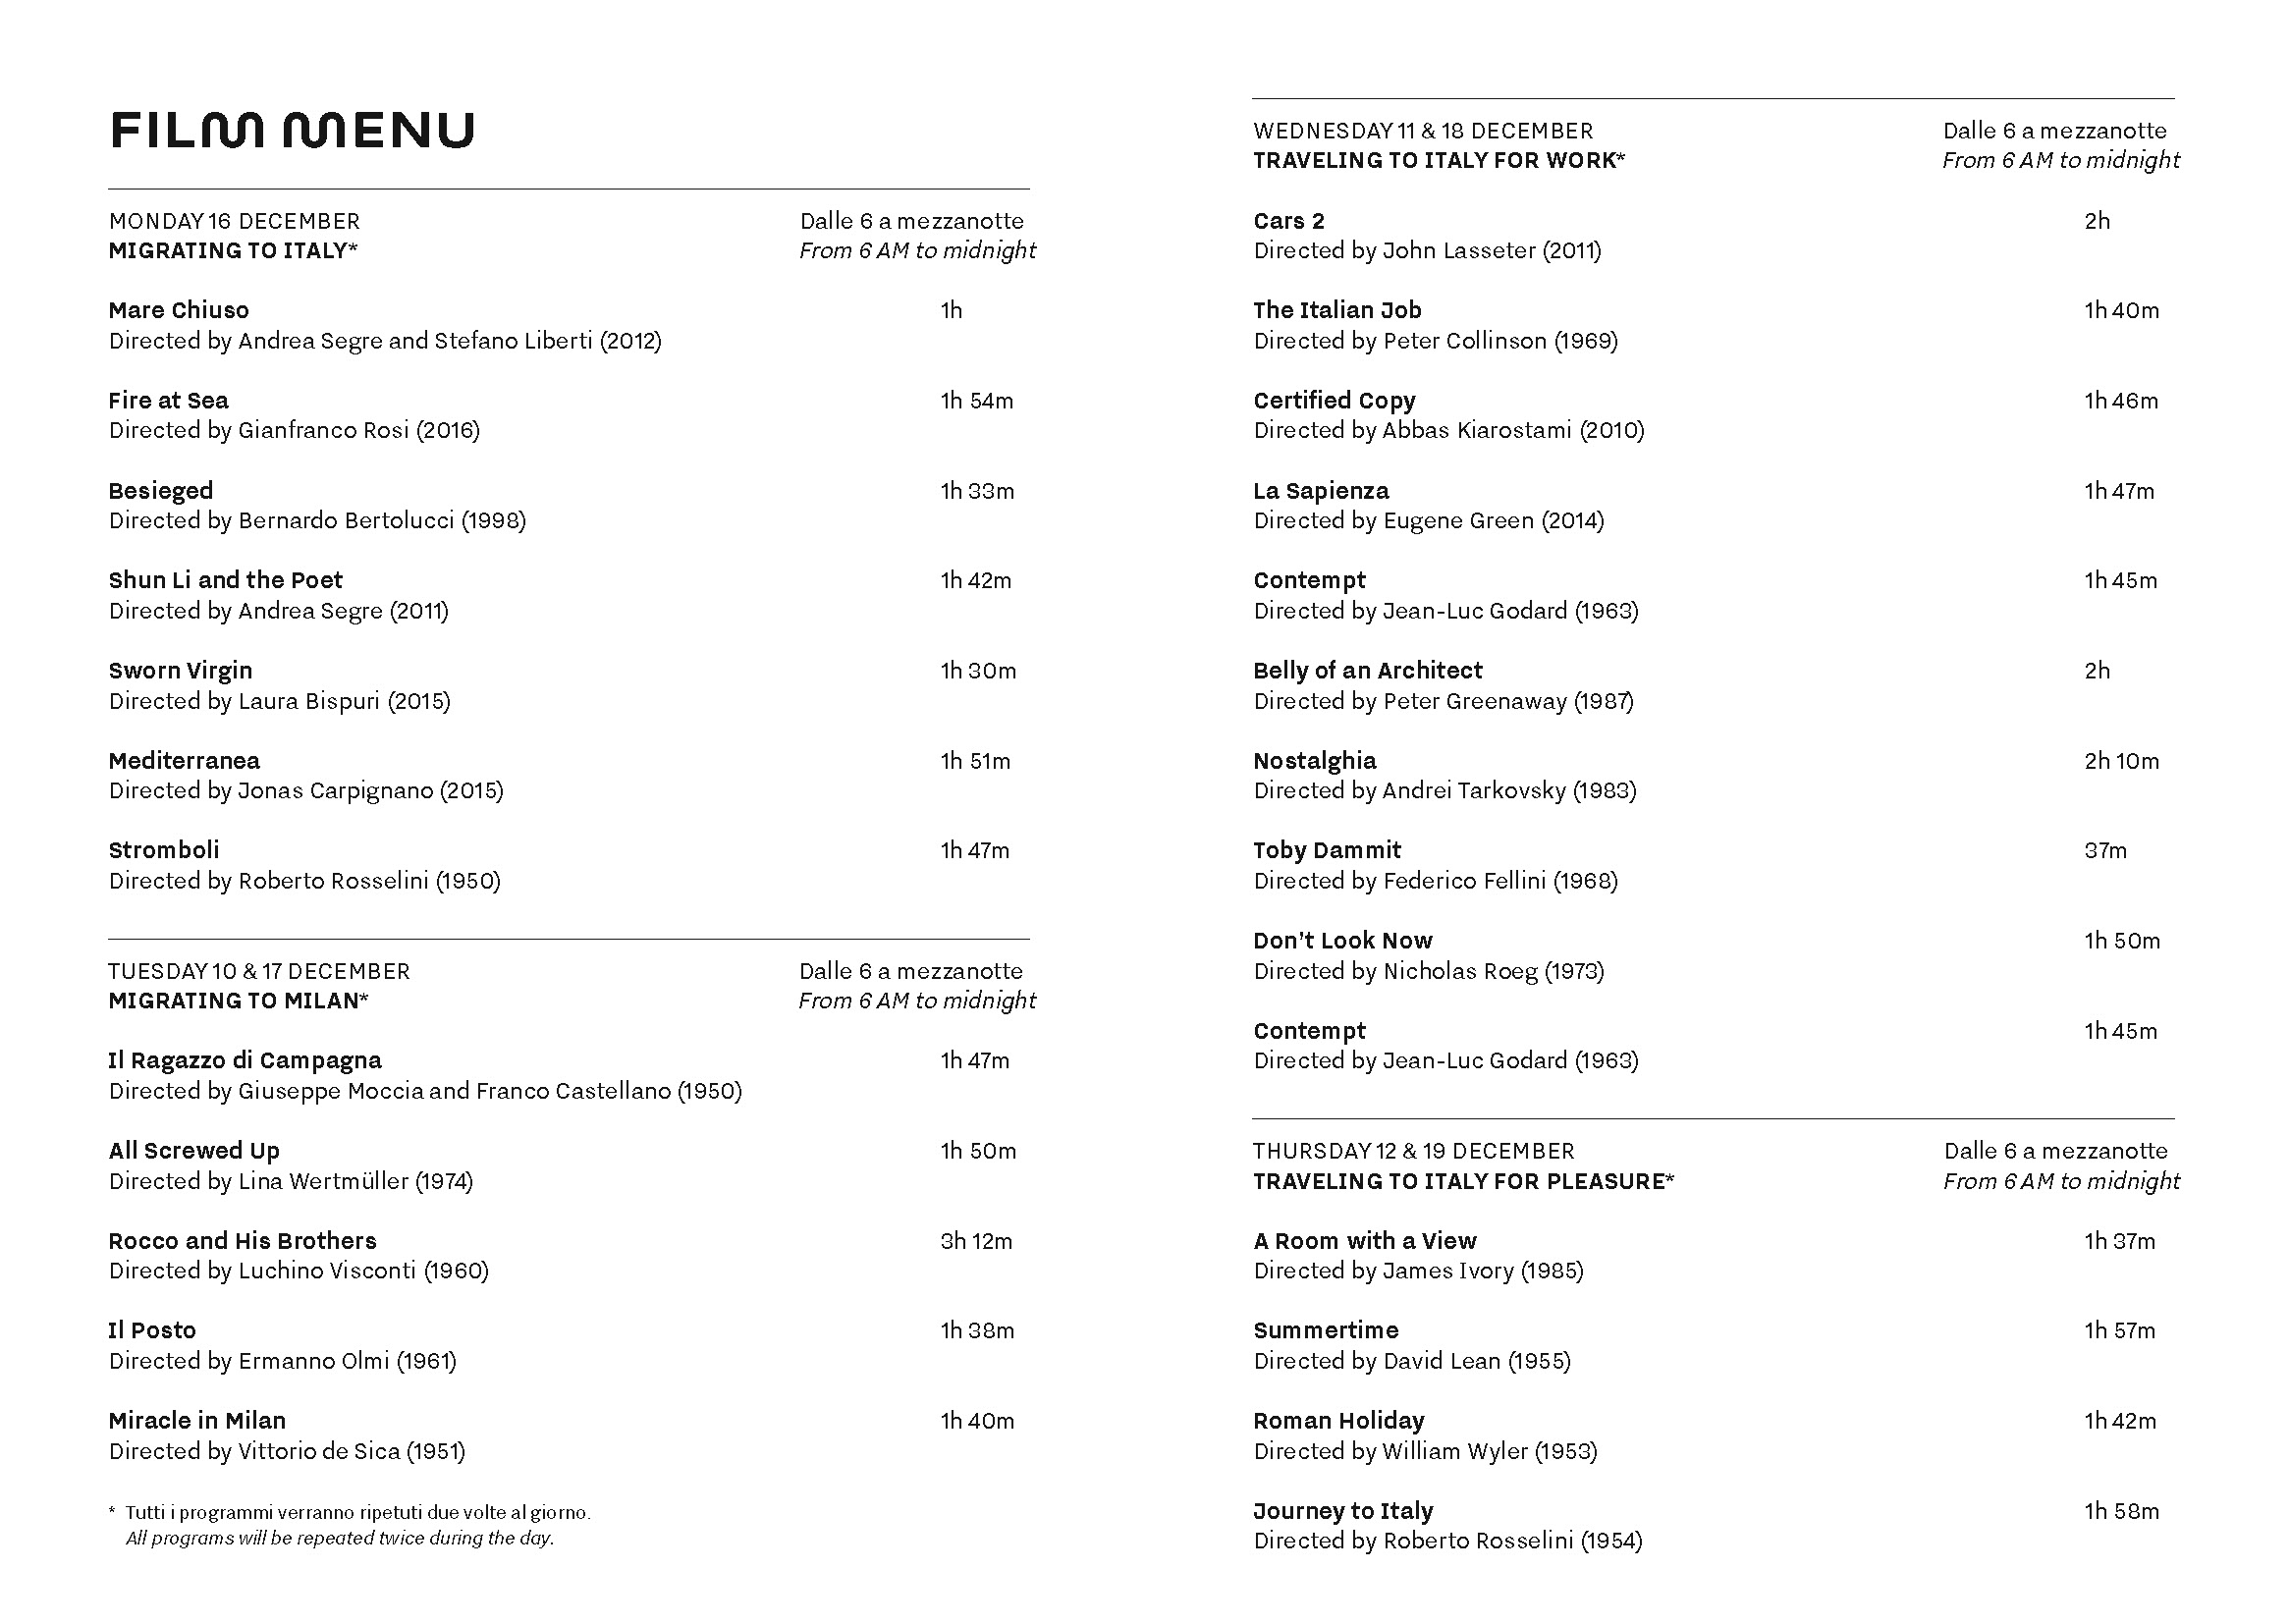 FILM MENU
MONDAY 16 DECEMBER
Dalle 6 a mezzanotte
MIGRATING TO ITALY*
From 6 AM to midnight
Mare Chiuso
1h
Directed by Andrea Segre and Stefano Liberti (2012)
Fire at Sea
1h 54m
Directed by Gianfranco Rosi (2016)
Besieged
1h 33m
Directed by Bernardo Bertolucci (1998)
Shun Li and the Poet
1h 42m
Directed by Andrea Segre (2011)
Sworn Virgin
1h 30m
Directed by Laura Bispuri (2015)
Mediterranea
1h 51m
Directed by Jonas Carpignano (2015)
Stromboli
1h 47m
Directed by Roberto Rosselini (1950)
TUESDAY 10 & 17 DECEMBER
Dalle 6 a mezzanotte
MIGRATING TO MILAN*
From 6 AM to midnight
Il Ragazzo di Campagna
1h 47m
Directed by Giuseppe Moccia and Franco Castellano (1950)
All Screwed Up
1h 50m
Directed by Lina Wertmüller (1974)
Rocco and His Brothers
3h 12m
Directed by Luchino Visconti (1960)
Il Posto
1h 38m
Directed by Ermanno Olmi (1961)
Miracle in Milan
1h 40m
Directed by Vittorio de Sica (1951)
* Tutti i programmi verranno ripetuti due volte al giorno.
All programs will be repeated twice during the day.
WEDNESDAY 11 & 18 DECEMBER
Dalle 6 a mezzanotte
TRAVELING TO ITALY FOR WORK*
From 6 AM to midnight
Cars 2
2h
Directed by John Lasseter (2011)
The Italian Job
1h 40m
Directed by Peter Collinson (1969)
Certified Copy
1h 46m
Directed by Abbas Kiarostami (2010)
La Sapienza
1h 47m
Directed by Eugene Green (2014)
Contempt
1h 45m
Directed by Jean-Luc Godard (1963)
Belly of an Architect
2h
Directed by Peter Greenaway (1987)
Nostalghia
2h 10m
Directed by Andrei Tarkovsky (1983)
Toby Dammit
37m
Directed by Federico Fellini (1968)
Don't Look Now
1h 50m
Directed by Nicholas Roeg (1973)
Contempt
1h 45m
Directed by Jean-Luc Godard (1963)
THURSDAY 12 & 19 DECEMBER
Dalle 6 a mezzanotte
TRAVELING TO ITALY FOR PLEASURE*
From 6 AM to midnight
A Room with a View
1h 37m
Directed by James Ivory (1985)
Summertime
1h 57m
Directed by David Lean (1955)
Roman Holiday
1h 42m
Directed by William Wyler (1953)
Journey to Italy
1h 58m
Directed by Roberto Rosselini (1954)